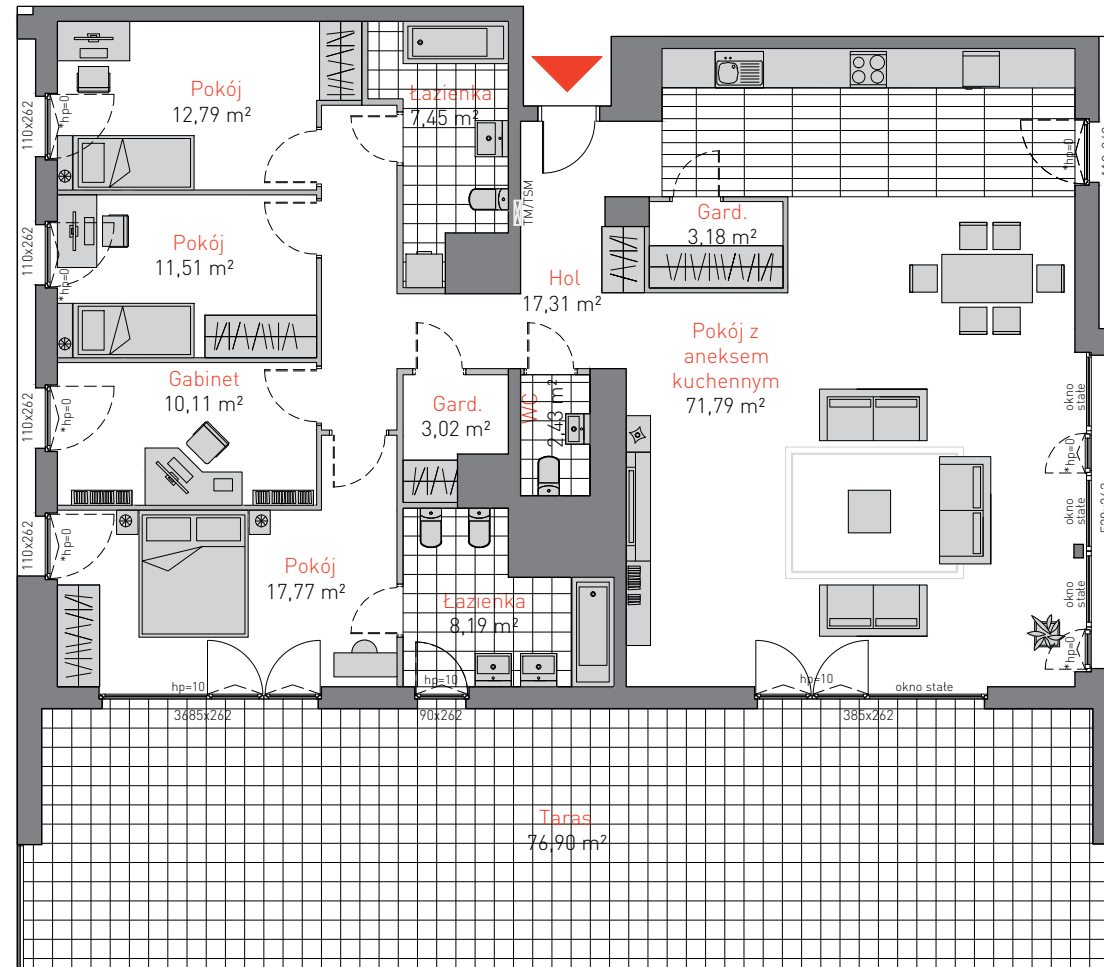 Pokój
12,79 m²
Łazienka
7,45 m²
110x262
*hp=0
TM/TSM
Gard.
3,18 m²
*hp=0
Pokój
11,51 m²
110x262
*hp=0
Hol
17,31 m²
Pokój z
aneksem
kuchennym
71,79 m²
Gabinet
10,11 m²
110x262
*hp=0
Gard.
3,02 m²
WC
2,43 m²
okno
stałe
*hp=0
okno
stałe
110x262
*hp=0
Pokój
17,77 m²
Łazienka
8,19 m²
okno
stałe
*hp=0
hp=10
hp=10
hp=10
okno stałe
3685x262
90x262
385x262
Taras
76,90 m²